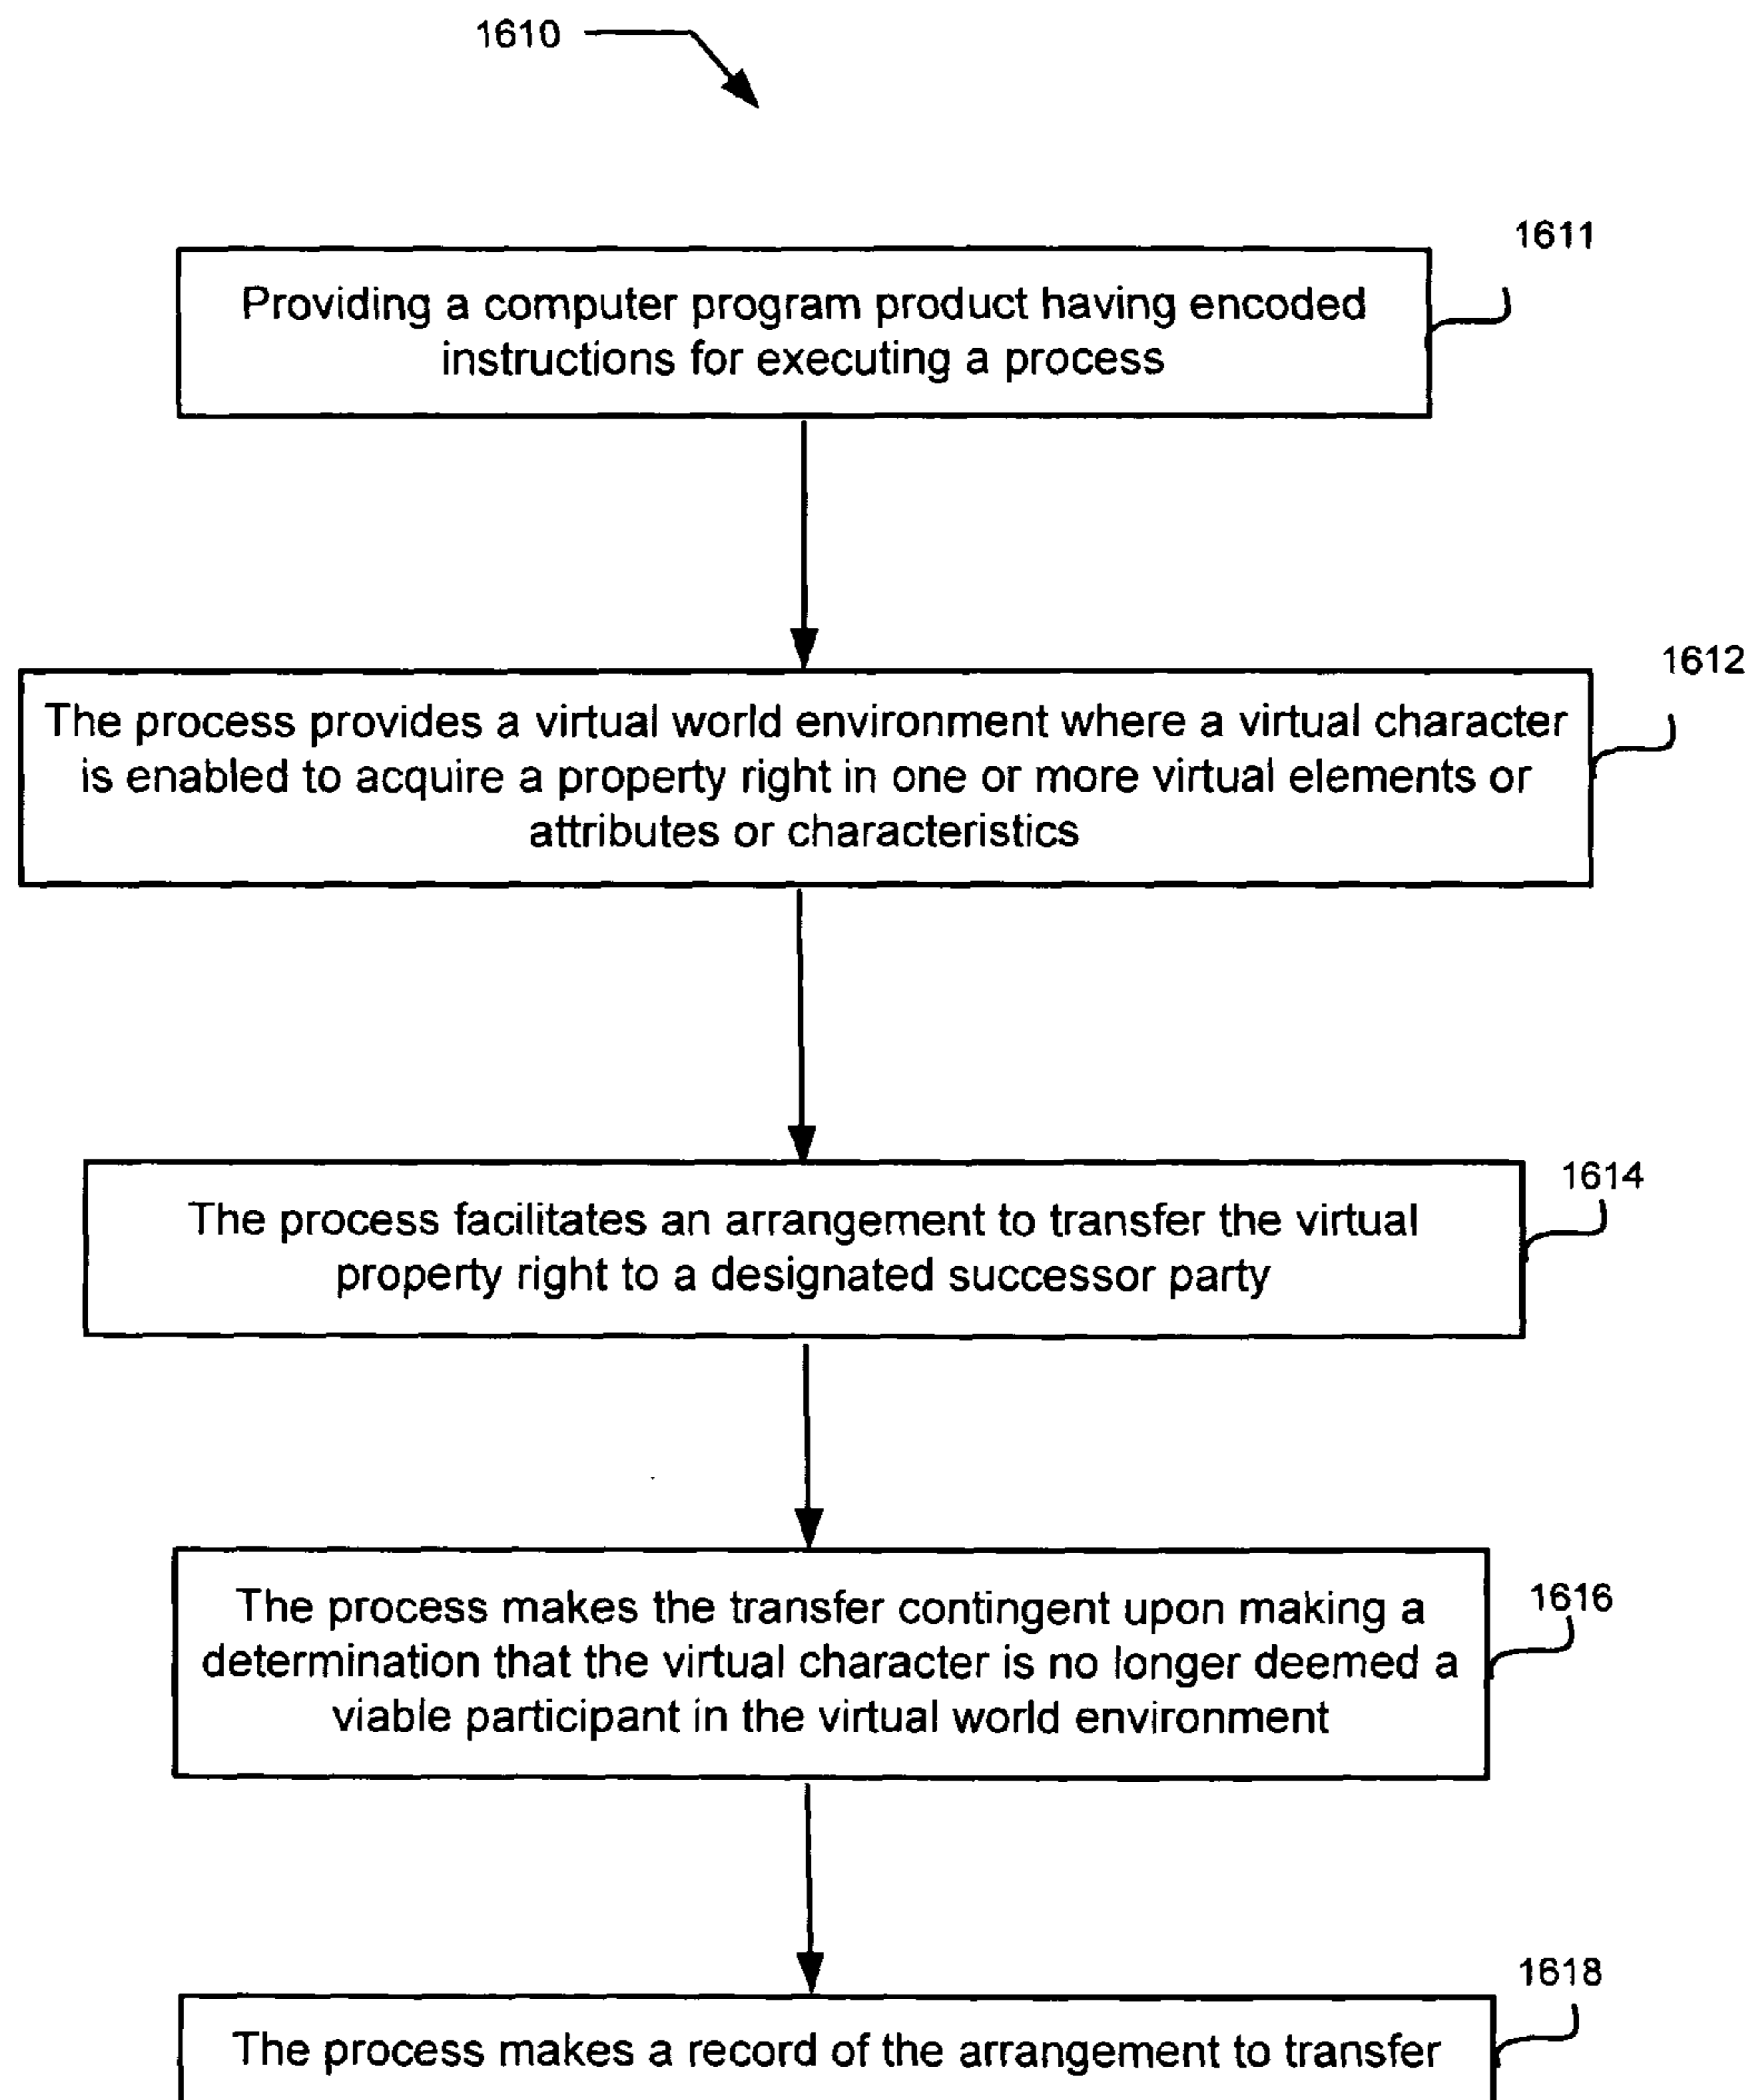 1610
1611
Providing a computer program product having encoded
instructions for executing a process
1612
The process provides a virtual world environment where a virtual character
is enabled to acquire a property right in one or more virtual elements or
attributes or characteristics
1614
The process facilitates an arrangement to transfer the virtual
property right to a designated successor party
1616
The process makes the transfer contingent upon making a
determination that the virtual character is no longer deemed a
viable participant in the virtual world environment
1618
The process makes a record of the arrangement to transfer